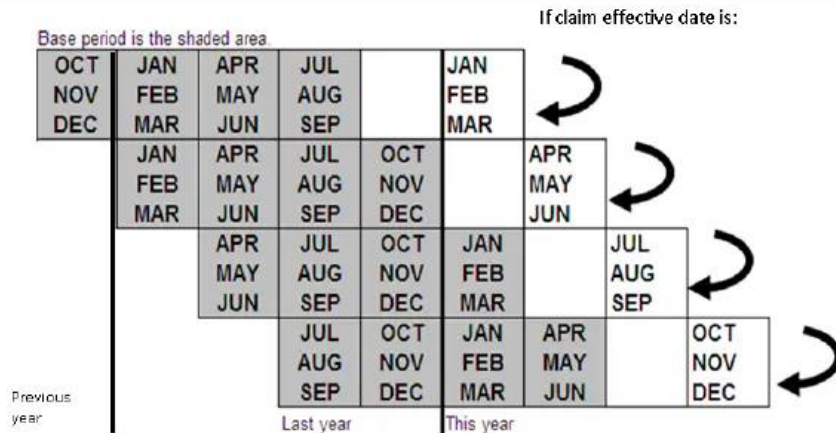 If claim effective date is:
Base period is the shaded area.
OCT JAN APR JUL JAN
NOV FEB MAY AUG FEB
DEC MAR JUN SEP MAR
JAN APR JUL OCT APR
FEB MAY AUG NOV MAY
MAR JUN SEP DEC JUN
APR JUL OCT JAN JUL
MAY AUG NOV FEB AUG
JUN SEP DEC MAR SEP
JUL OCT JAN APR OCT
AUG NOV FEB MAY NOV
SEP DEC MAR JUN DEC
Previous
year
Last year This year